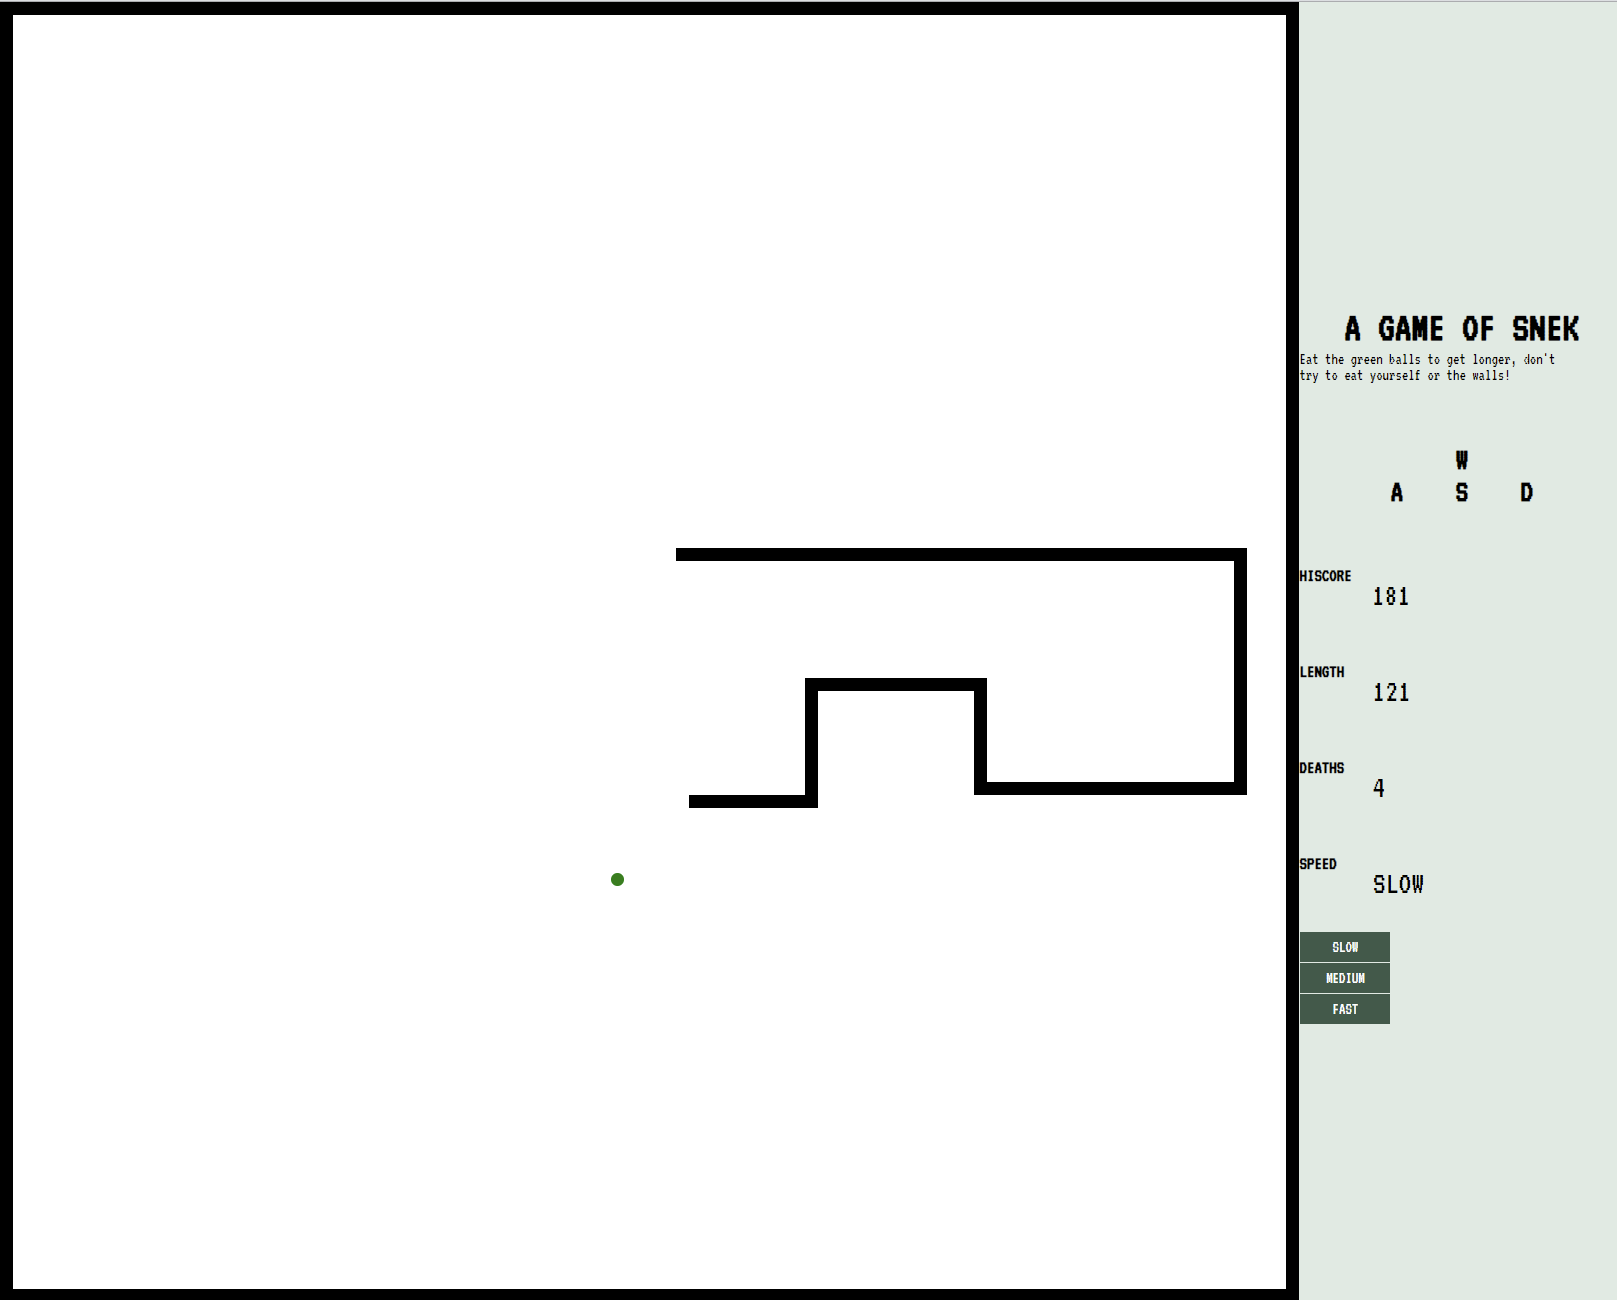 A GAME OF SNEK
Eat the green balls to get longer, don't
try to eat yourself or the walls!
W
A S D
HISCORE
181
LENGTH
121
DEATHS
4
SPEED
SLOW
SLOW
MEDIUM
FAST